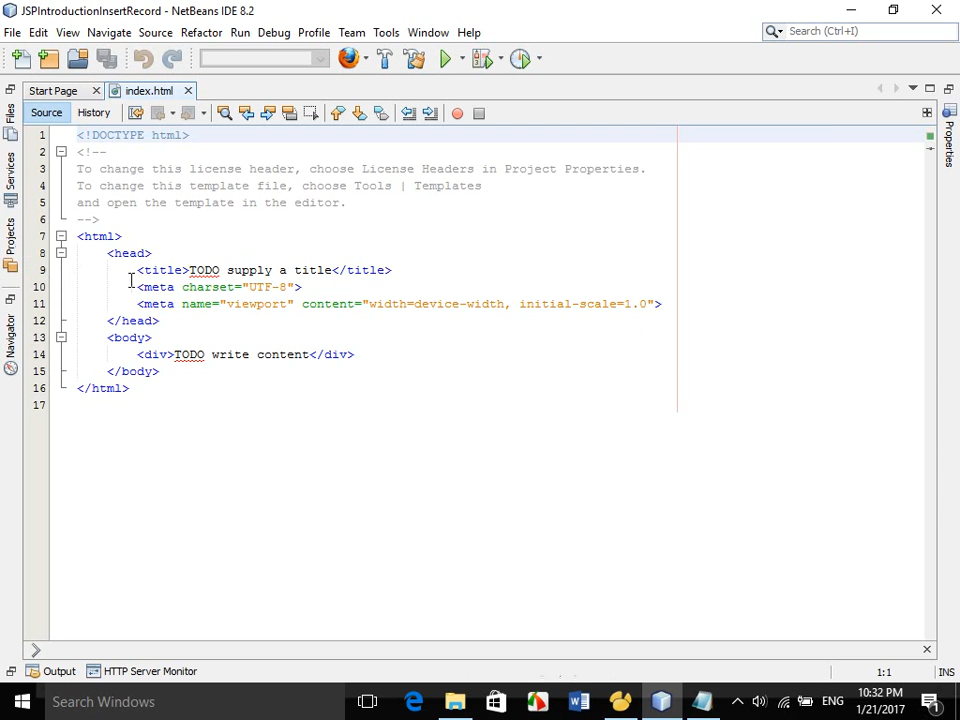 JSPIntroductionInsertRecord - NetBeans IDE 8.2
File Edit View Navigate Source Refactor Run Debug Profile Team Tools Window Help
Search (Ctrl+I)
Start Page
index.html
Source History
Files
Services
Projects
Navigator
Properties
1 <!DOCTYPE html>
2 <!--
3 To change this license header, choose License Headers in Project Properties.
4 To change this template file, choose Tools | Templates
5 and open the template in the editor.
6 -->
7 <html>
8 <head>
9 <title>TODO supply a title</title>
10 <meta charset="UTF-8">
11 <meta name="viewport" content="width=device-width, initial-scale=1.0">
12 </head>
13 <body>
14 <div>TODO write content</div>
15 </body>
16 </html>
17
Output HTTP Server Monitor
1:1 INS
Search Windows
ENG
10:32 PM
1/21/2017
1